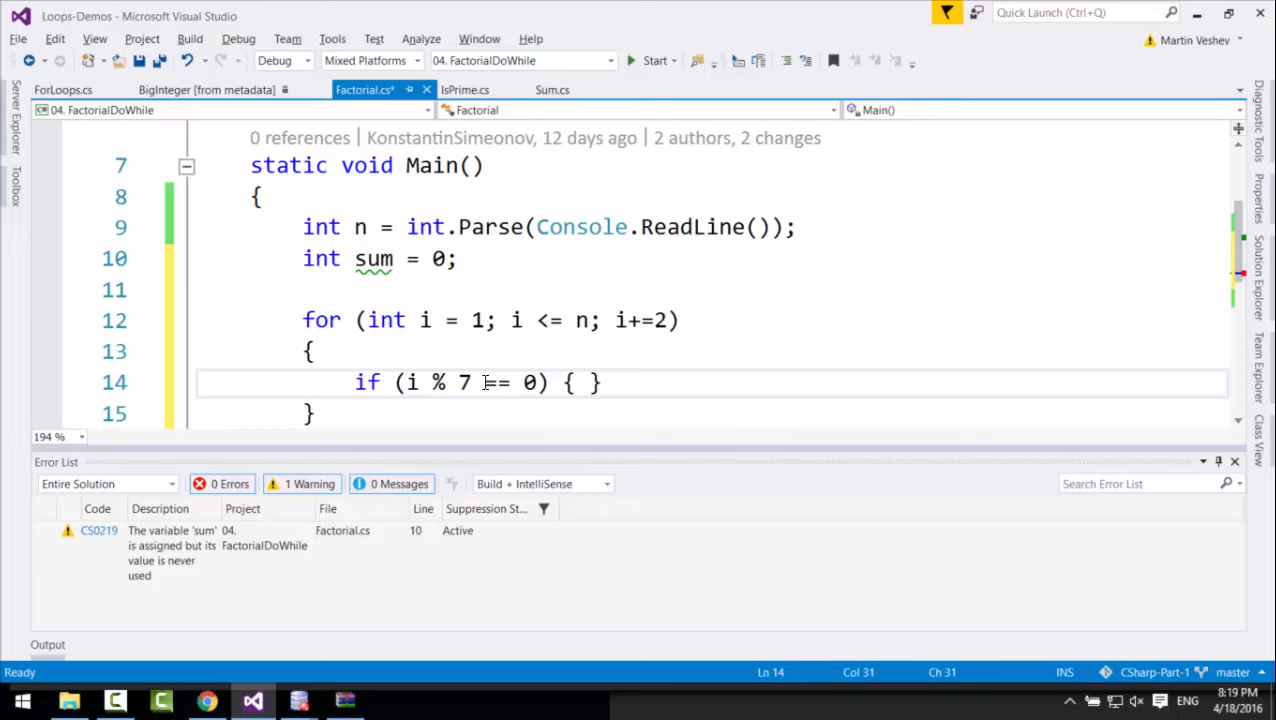 Loops-Demos - Microsoft Visual Studio
Quick Launch (Ctrl+Q)
File Edit View Project Build Debug Team Tools Test Analyze Window Help
Martin Veshev
Debug Mixed Platforms 04. FactorialDoWhile Start
ForLoops.cs BigInteger [from metadata] Factorial.cs* IsPrime.cs Sum.cs
04. FactorialDoWhile Factorial Main()
0 references | KonstantinSimeonov, 12 days ago | 2 authors, 2 changes
7 static void Main()
8 {
9 int n = int.Parse(Console.ReadLine());
10 int sum = 0;
11
12 for (int i = 1; i <= n; i+=2)
13 {
14 if (i % 7 == 0) { }
15 }
194 %
Server Explorer
Toolbox
Diagnostic Tools
Properties
Solution Explorer
Team Explorer
Class View
Error List
Entire Solution 0 Errors 1 Warning 0 Messages Build + IntelliSense Search Error List
Code Description Project File Line Suppression St...
CS0219 The variable 'sum' is assigned but its value is never used 04. FactorialDoWhile Factorial.cs 10 Active
Output
Ready Ln 14 Col 31 Ch 31 INS CSharp-Part-1 master
ENG
8:19 PM
4/18/2016